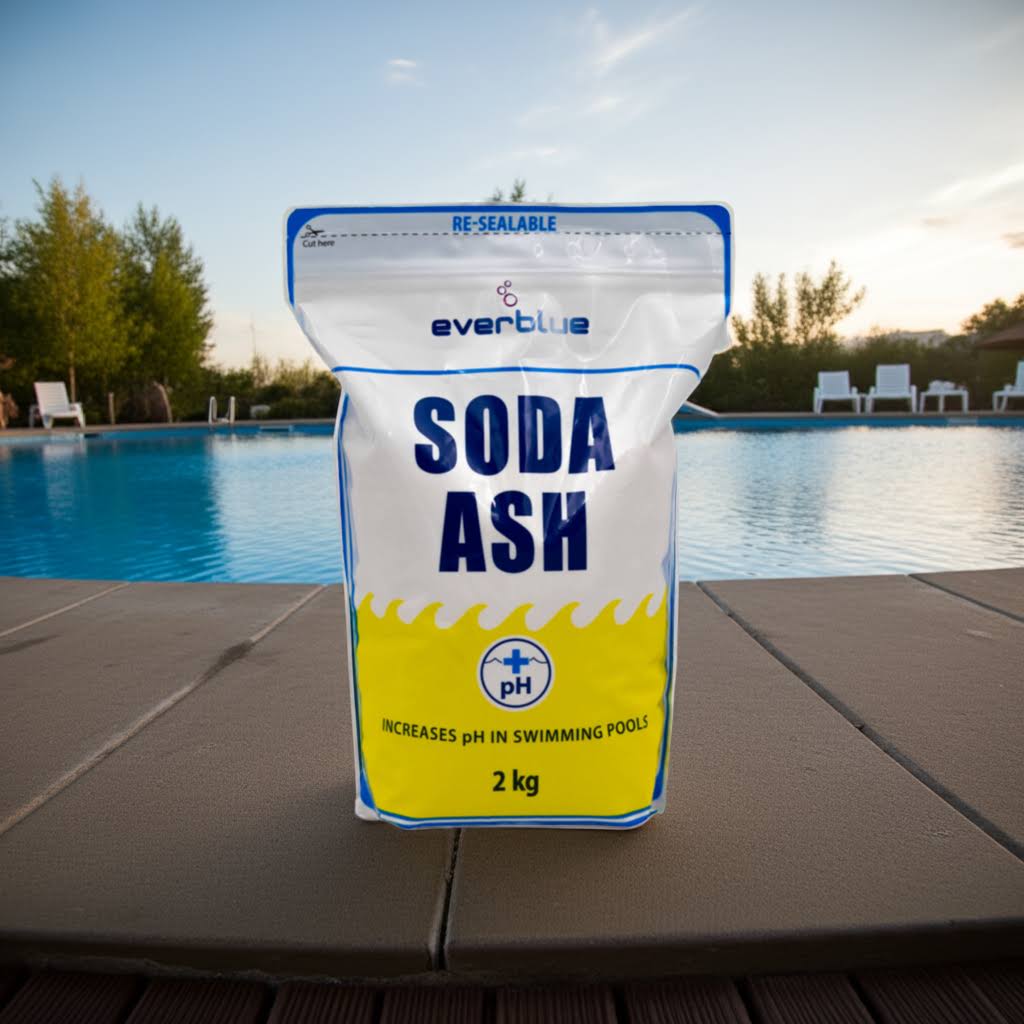 RE-SEALABLE
Cut here
everblue
SODA
ASH
pH
INCREASES pH IN SWIMMING POOLS
2 kg